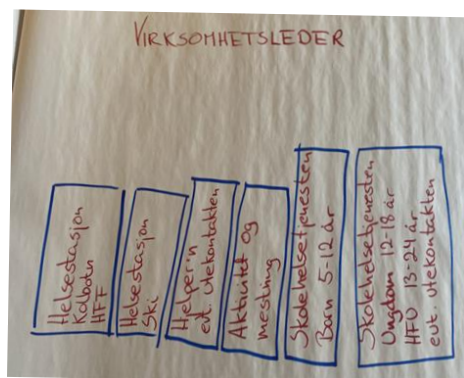 VIRKSOMHETSLEDER
Helsestasjon
Kolbotn
HFF
Helsestasjon
Ski
Hjelper'n
evt. utekontakten
Aktivitet og
mestring
Skolehelsetjenesten
Barn 5-12 år
Skolehelsetjenesten
Ungdom 12-18 år
HFU 13-24 år
evt. utekontakten